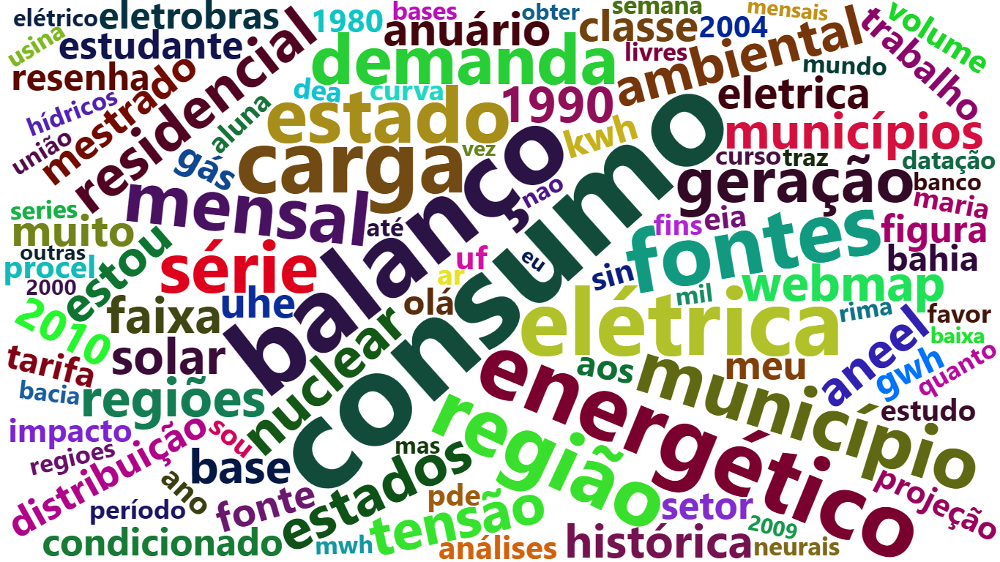 elétrico
eletrobras
1980
bases
obter
semana
mensais
usina
estudante
anuário
classe
2004
volume
trabalho
resenhado
residencial
demanda
livres
ambiental
mundo
hídricos
mestrado
aluna
dea
curva
estado
1990
eletrica
união
gás
carga
vez
kwh
municípios
curso
traz
datação
mensal
balanço
nao
consumo
geração
banco
maria
series
muito
até
fins
eia
fontes
figura
outras
estou
série
uf
eu
bahia
procel
ar
sin
webmap
2000
uhe
olá
mil
rima
favor
2010
faixa
elétrica
aneel
baixa
tarifa
solar
nuclear
aos
meu
gwh
quanto
bacia
regiões
energético
município
estudo
impacto
sou
região
regioes
distribuição
base
mas
estados
ano
fonte
pde
setor
projeção
período
tensão
2009
condicionado
mwh
análises
histórica
neurais